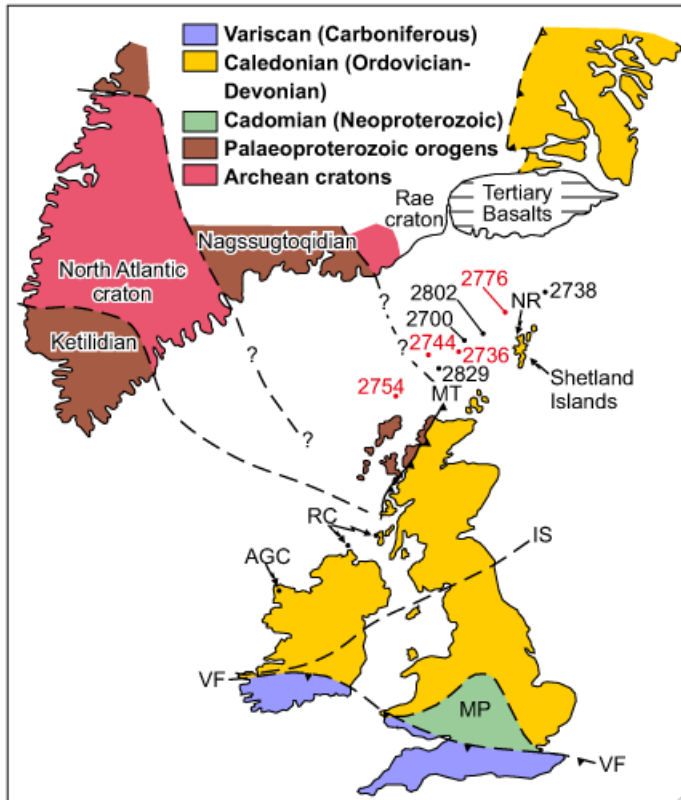 Variscan (Carboniferous)
Caledonian (Ordovician-
Devonian)
Cadomian (Neoproterozoic)
Palaeoproterozoic orogens
Archean cratons
Rae
craton
Tertiary
Basalts
Nagssugtoqidian
North Atlantic
craton
Ketilidian
2776
2738
2802
NR
2700
?
2744
?
2736
?
2829
Shetland
Islands
2754
MT
?
RC
IS
AGC
VF
MP
VF